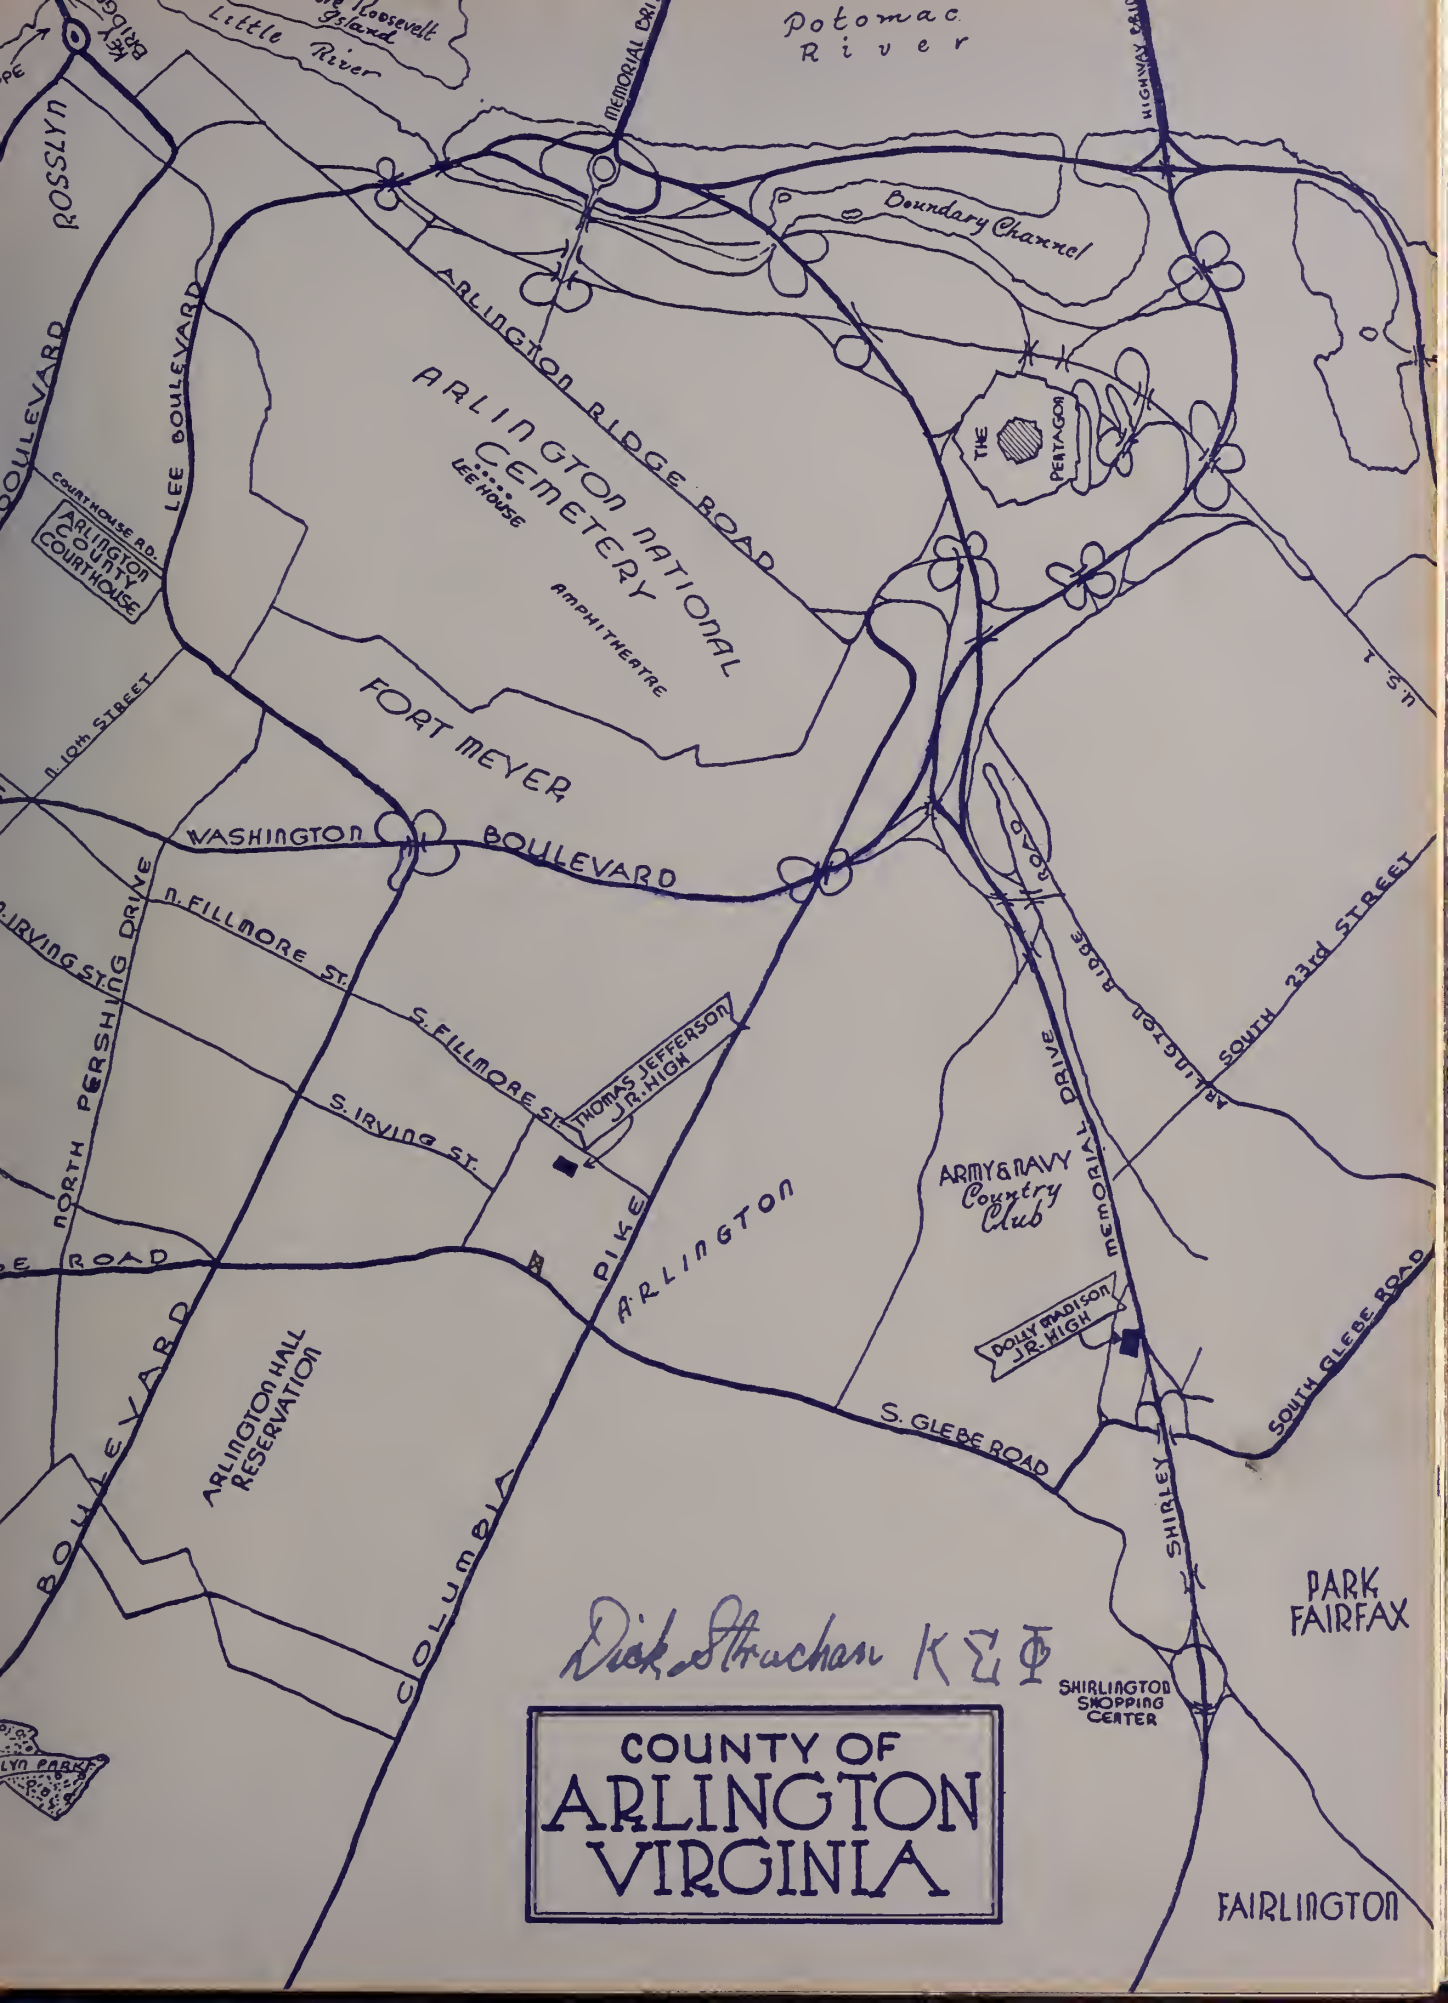 Roosevelt
Island
Little River
KEY
BRIDGE
MEMORIAL BRI
Potomac
River
HIGHWAY BRI
ROSSLYN
Boundary Channel
BOULEVARD
LEE BOULEVARD
ARLINGTON RIDGE ROAD
ARLINGTON NATIONAL
CEMETERY
LEE HOUSE
AMPHITHEATRE
THE
PENTAGON
COURTHOUSE RD.
ARLINGTON
COUNTY
COURTHOUSE
U.S. 1
N. 10th STREET
FORT MEYER
WASHINGTON BOULEVARD
ARLINGTON RIDGE ROAD
SOUTH 23rd STREET
N. FILLMORE ST.
N. IRVING ST.
NORTH PERSHING DRIVE
S. FILLMORE ST.
THOMAS JEFFERSON
JR. HIGH
S. IRVING ST.
ARMY & NAVY
Country
Club
MEMORIAL DRIVE
ROAD
PIKE
ARLINGTON
DOLLY MADISON
JR. HIGH
SOUTH GLEBE ROAD
S. GLEBE ROAD
ARLINGTON HALL
RESERVATION
BOULEVARD
COLUMBIA
SHIRLEY
PARK
FAIRFAX
Dick Strachan ΚΣΦ
SHIRLINGTON
SHOPPING
CENTER
LYN PARK
COUNTY OF
ARLINGTON
VIRGINIA
FAIRLINGTON